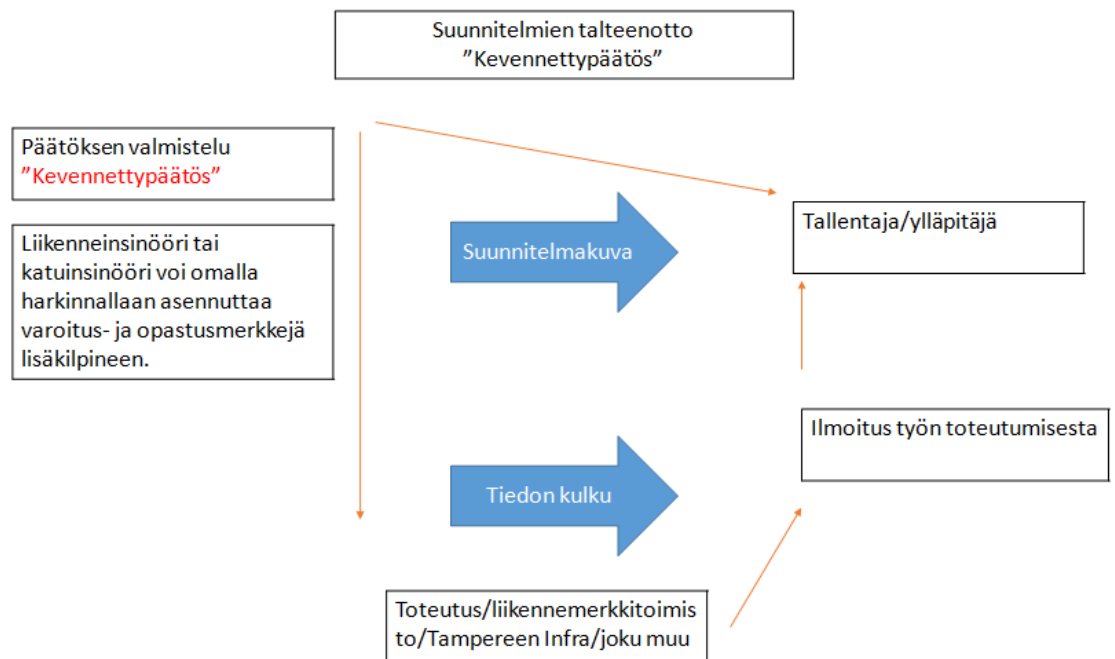 Suunnitelmien talteenotto
”Kevennettypäätös”
Päätöksen valmistelu
”Kevennettypäätös”
Liikenneinsinööri tai
katuinsinööri voi omalla
harkinnallaan asennuttaa
varoitus- ja opastusmerkkejä
lisäkilpineen.
Suunnitelmakuva
Tallentaja/ylläpitäjä
Ilmoitus työn toteutumisesta
Tiedon kulku
Toteutus/liikennemerkkitoimis
to/Tampereen Infra/joku muu